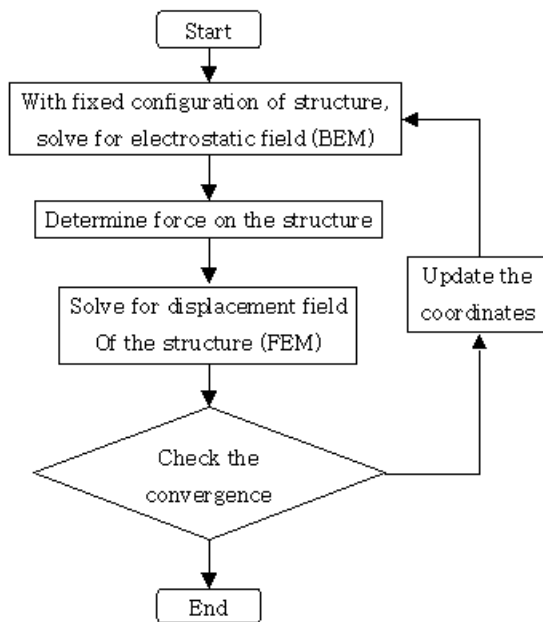 Start
With fixed configuration of structure,
solve for electrostatic field (BEM)
Determine force on the structure
Solve for displacement field
Of the structure (FEM)
Update the
coordinates
Check the
convergence
End